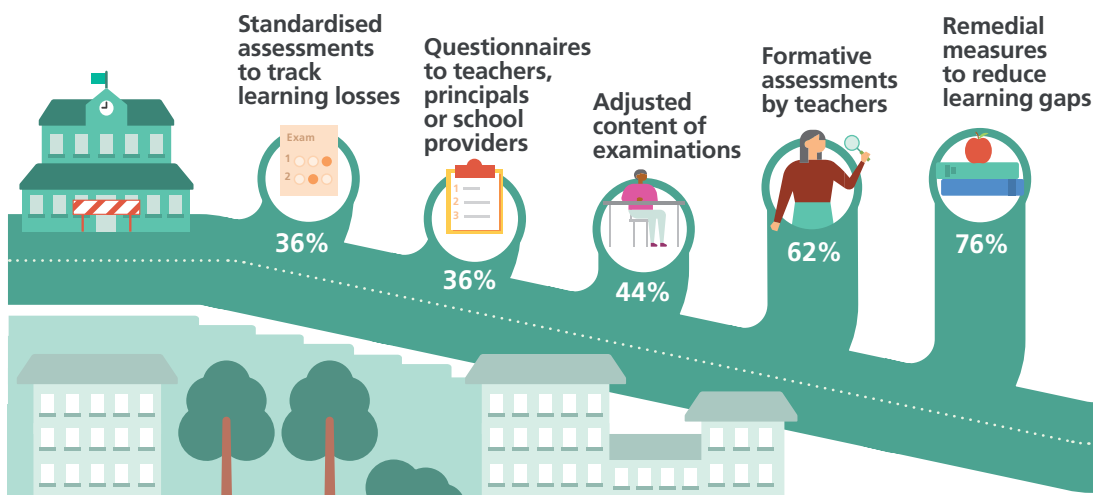 Standardised
assessments
to track
learning losses
Exam
1
2
36%
Questionnaires
to teachers,
principals
or school
providers
1
2
3
36%
Adjusted
content of
examinations
44%
Formative
assessments
by teachers
62%
Remedial
measures
to reduce
learning gaps
76%